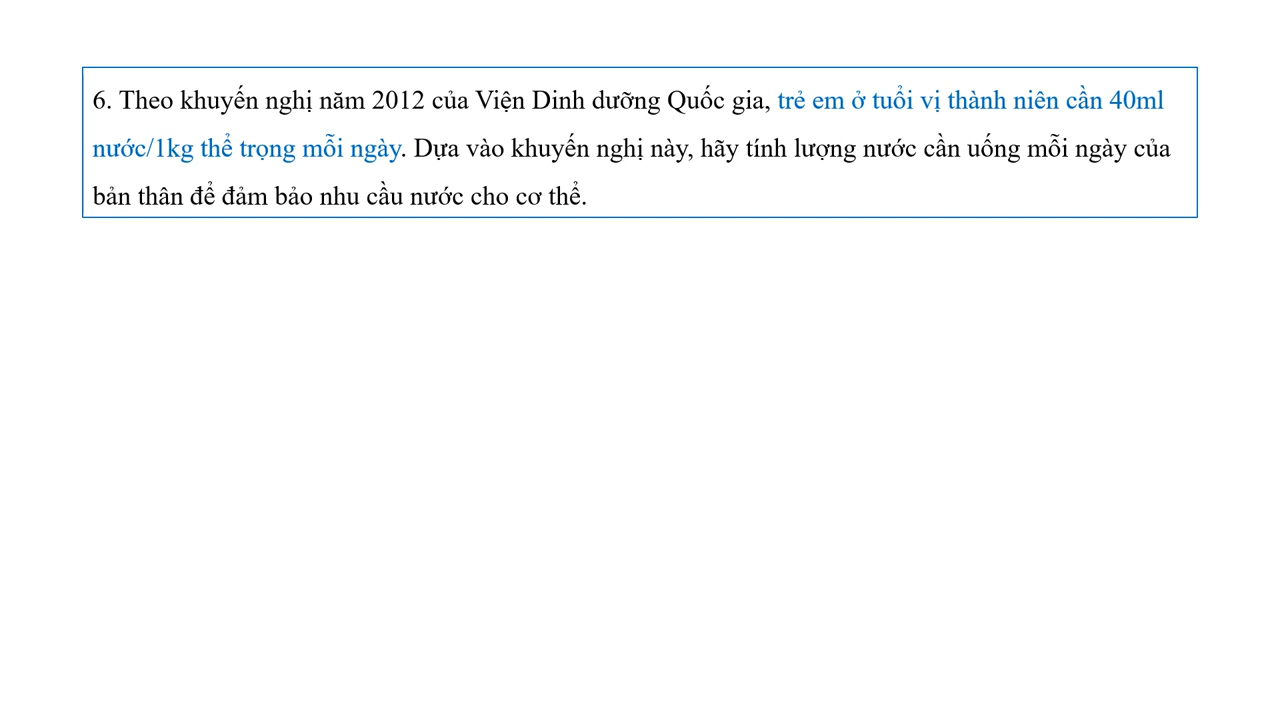 6. Theo khuyến nghị năm 2012 của Viện Dinh dưỡng Quốc gia, trẻ em ở tuổi vị thành niên cần 40ml
nước/1kg thể trọng mỗi ngày. Dựa vào khuyến nghị này, hãy tính lượng nước cần uống mỗi ngày của
bản thân để đảm bảo nhu cầu nước cho cơ thể.